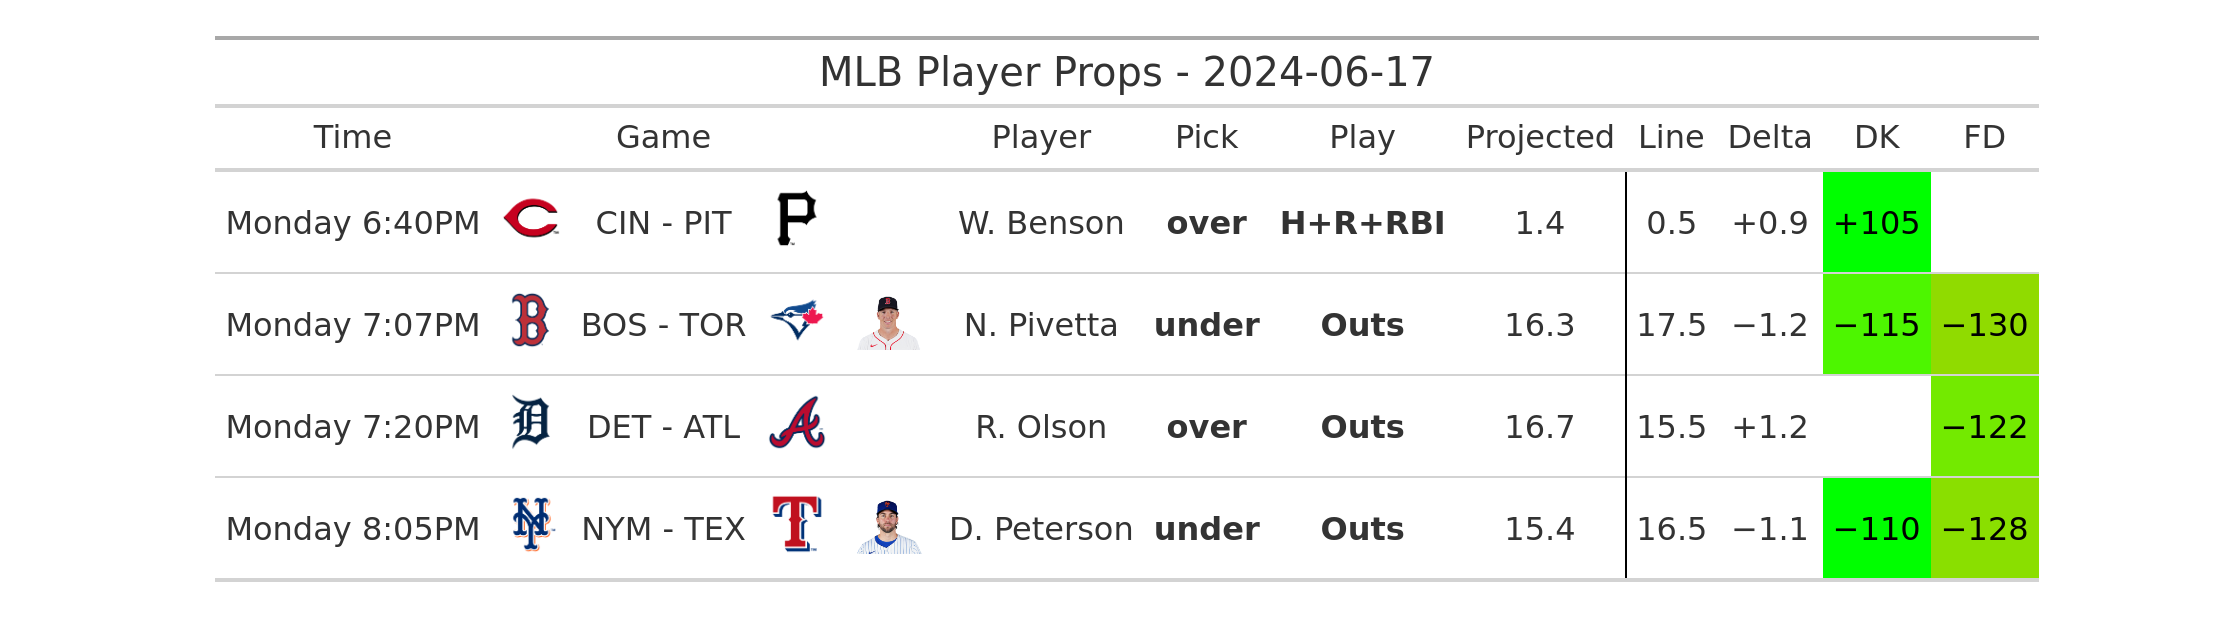 MLB Player Props - 2024-06-17
Time Game Player Pick Play Projected Line Delta DK FD
Monday 6:40PM CIN - PIT W. Benson over H+R+RBI 1.4 0.5 +0.9 +105
Monday 7:07PM BOS - TOR N. Pivetta under Outs 16.3 17.5 −1.2 −115 −130
Monday 7:20PM DET - ATL R. Olson over Outs 16.7 15.5 +1.2 −122
Monday 8:05PM NYM - TEX D. Peterson under Outs 15.4 16.5 −1.1 −110 −128